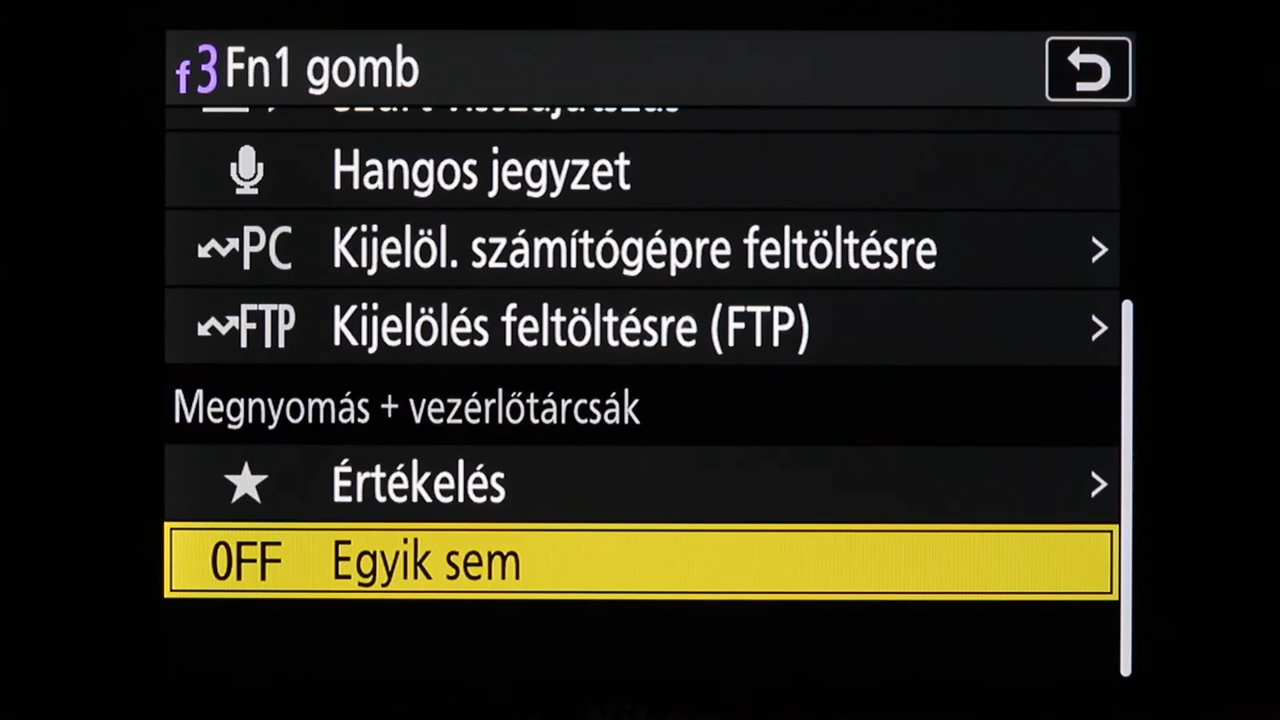 f3 Fn1 gomb
Hangos jegyzet
PC Kijelöl. számítógépre feltöltésre
FTP Kijelölés feltöltésre (FTP)
Megnyomás + vezérlőtárcsák
Értékelés
OFF Egyik sem